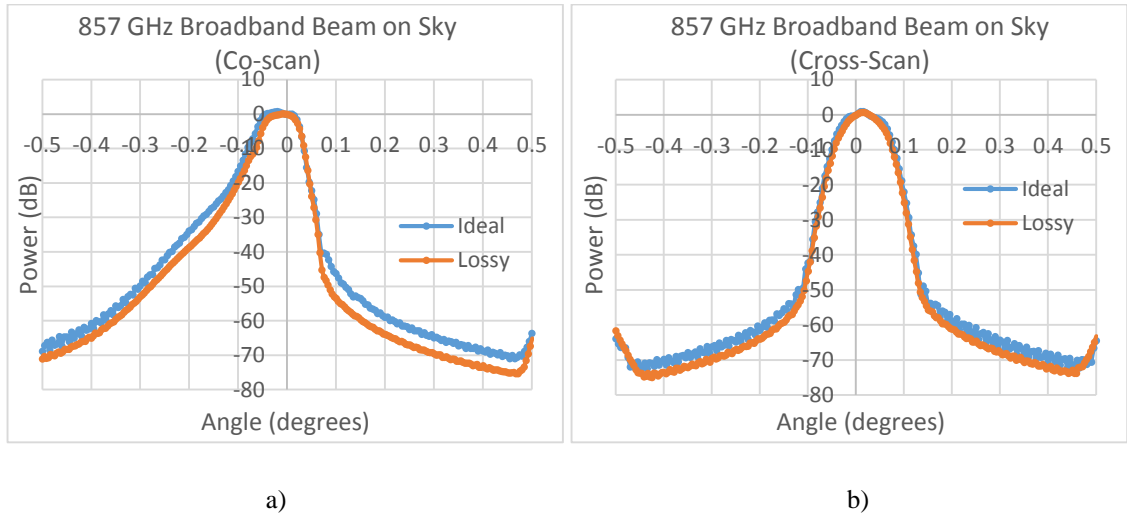 857 GHz Broadband Beam on Sky
(Co-scan)
10
0
-0.5 -0.4 -0.3 -0.2 -0.1 0 0.1 0.2 0.3 0.4 0.5
-10
-20
-30
-40
-50
-60
-70
-80
Power (dB)
Ideal
Lossy
Angle (degrees)
a)
857 GHz Broadband Beam on Sky
(Cross-Scan)
10
0
-0.5 -0.4 -0.3 -0.2 -0.1 0 0.1 0.2 0.3 0.4 0.5
-10
-20
-30
-40
-50
-60
-70
-80
Power (dB)
Ideal
Lossy
Angle (degrees)
b)